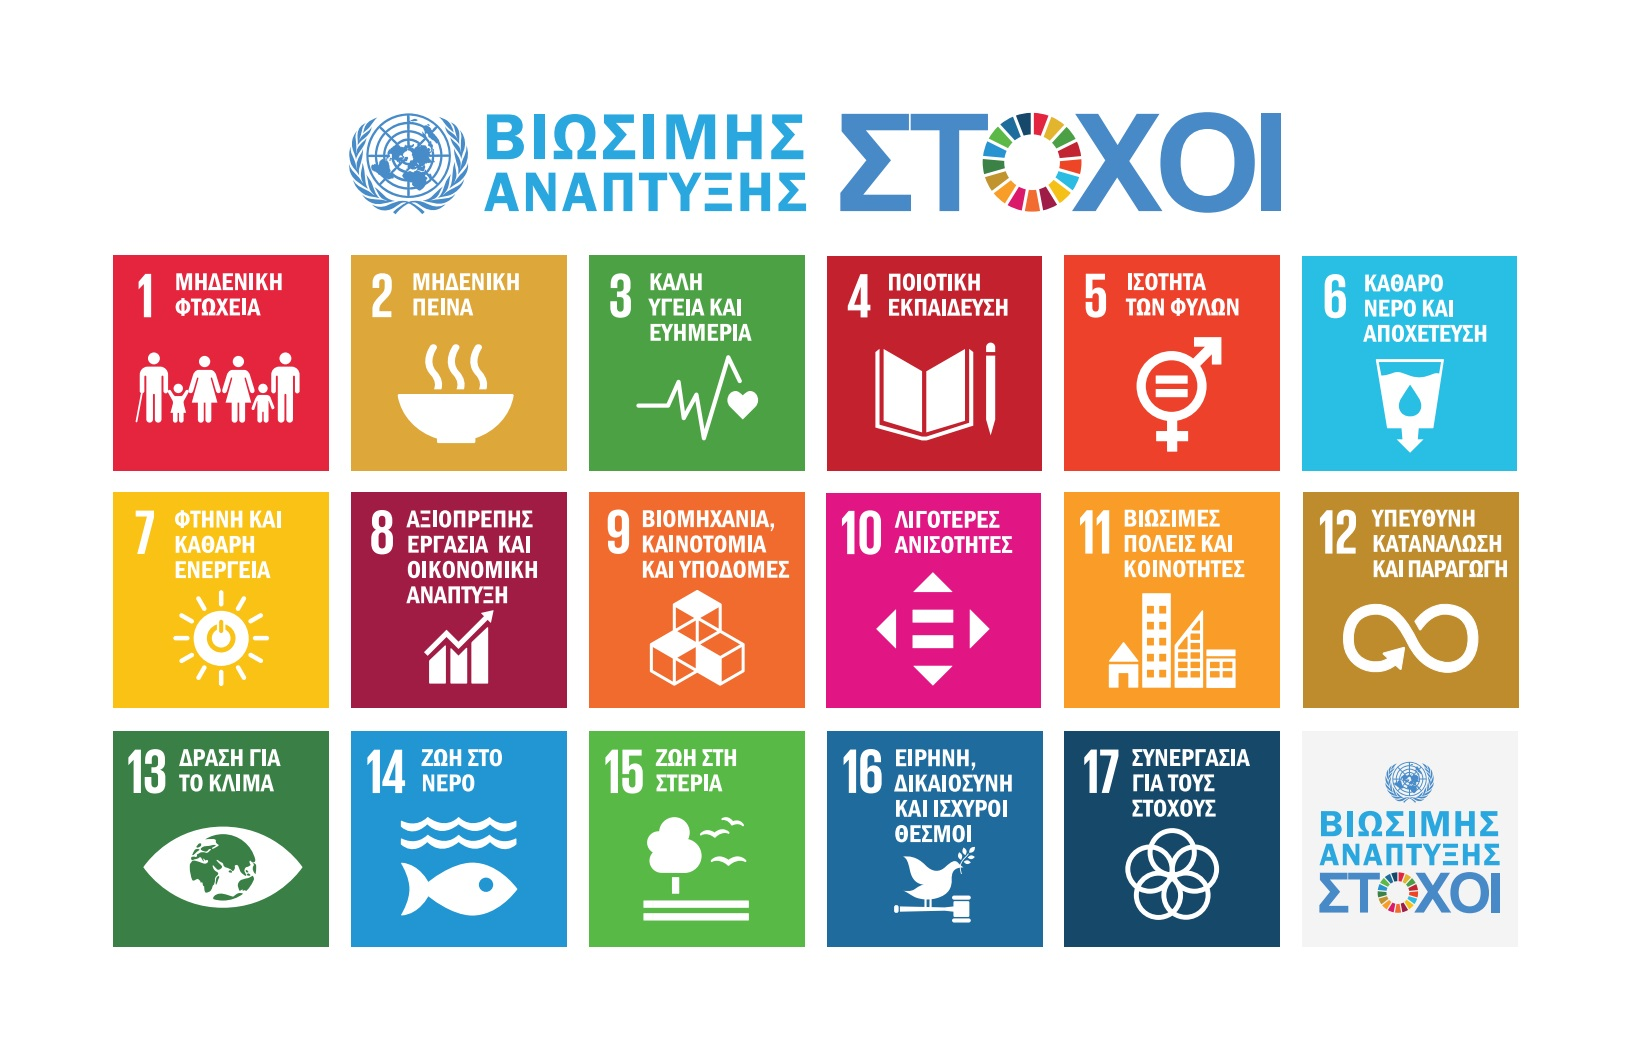 ΒΙΩΣΙΜΗΣ
ΑΝΑΠΤΥΞΗΣ
ΣΤΟΧΟΙ
1 ΜΗΔΕΝΙΚΗ
ΦΤΩΧΕΙΑ
2 ΜΗΔΕΝΙΚΗ
ΠΕΙΝΑ
3 ΚΑΛΗ
ΥΓΕΙΑ ΚΑΙ
ΕΥΗΜΕΡΙΑ
4 ΠΟΙΟΤΙΚΗ
ΕΚΠΑΙΔΕΥΣΗ
5 ΙΣΟΤΗΤΑ
ΤΩΝ ΦΥΛΩΝ
6 ΚΑΘΑΡΟ
ΝΕΡΟ ΚΑΙ
ΑΠΟΧΕΤΕΥΣΗ
7 ΦΤΗΝΗ ΚΑΙ
ΚΑΘΑΡΗ
ΕΝΕΡΓΕΙΑ
8 ΑΞΙΟΠΡΕΠΗΣ
ΕΡΓΑΣΙΑ ΚΑΙ
ΟΙΚΟΝΟΜΙΚΗ
ΑΝΑΠΤΥΞΗ
9 ΒΙΟΜΗΧΑΝΙΑ,
ΚΑΙΝΟΤΟΜΙΑ
ΚΑΙ ΥΠΟΔΟΜΕΣ
10 ΛΙΓΟΤΕΡΕΣ
ΑΝΙΣΟΤΗΤΕΣ
11 ΒΙΩΣΙΜΕΣ
ΠΟΛΕΙΣ ΚΑΙ
ΚΟΙΝΟΤΗΤΕΣ
12 ΥΠΕΥΘΥΝΗ
ΚΑΤΑΝΑΛΩΣΗ
ΚΑΙ ΠΑΡΑΓΩΓΗ
13 ΔΡΑΣΗ ΓΙΑ
ΤΟ ΚΛΙΜΑ
14 ΖΩΗ ΣΤΟ
ΝΕΡΟ
15 ΖΩΗ ΣΤΗ
ΣΤΕΡΙΑ
16 ΕΙΡΗΝΗ,
ΔΙΚΑΙΟΣΥΝΗ
ΚΑΙ ΙΣΧΥΡΟΙ
ΘΕΣΜΟΙ
17 ΣΥΝΕΡΓΑΣΙΑ
ΓΙΑ ΤΟΥΣ
ΣΤΟΧΟΥΣ
ΒΙΩΣΙΜΗΣ
ΑΝΑΠΤΥΞΗΣ
ΣΤΟΧΟΙ